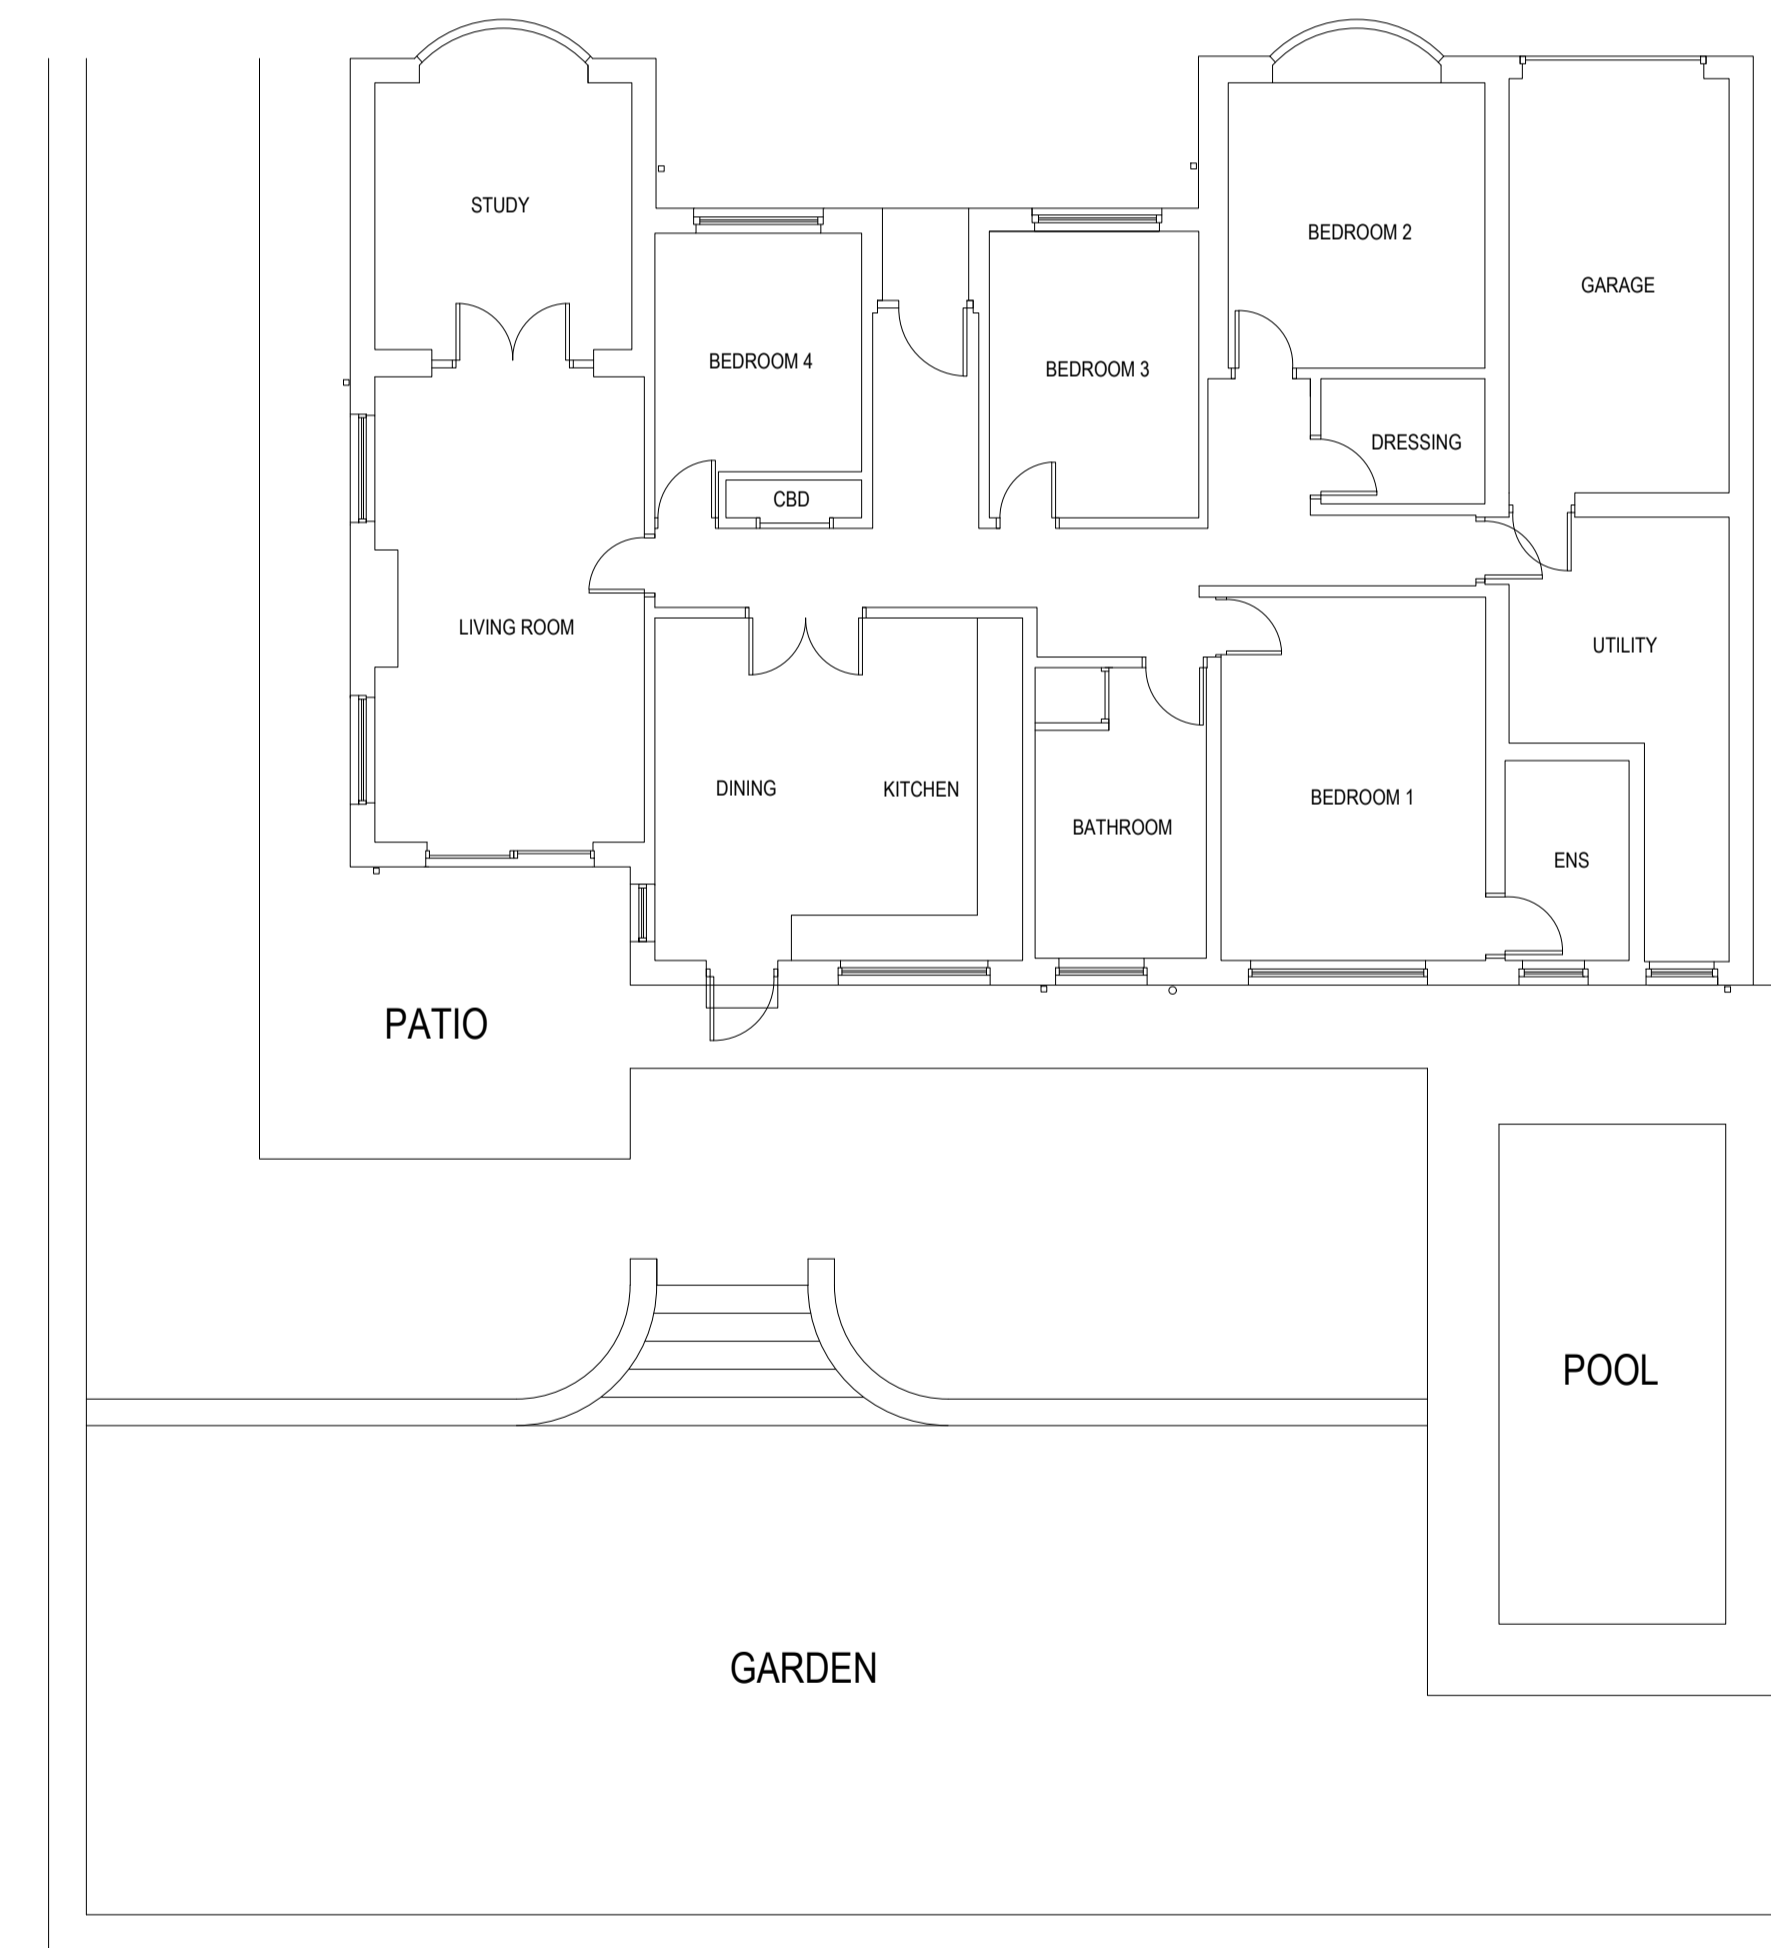 STUDY
BEDROOM 2
GARAGE
BEDROOM 4
BEDROOM 3
DRESSING
CBD
LIVING ROOM
UTILITY
DINING
KITCHEN
BEDROOM 1
BATHROOM
ENS
PATIO
POOL
GARDEN